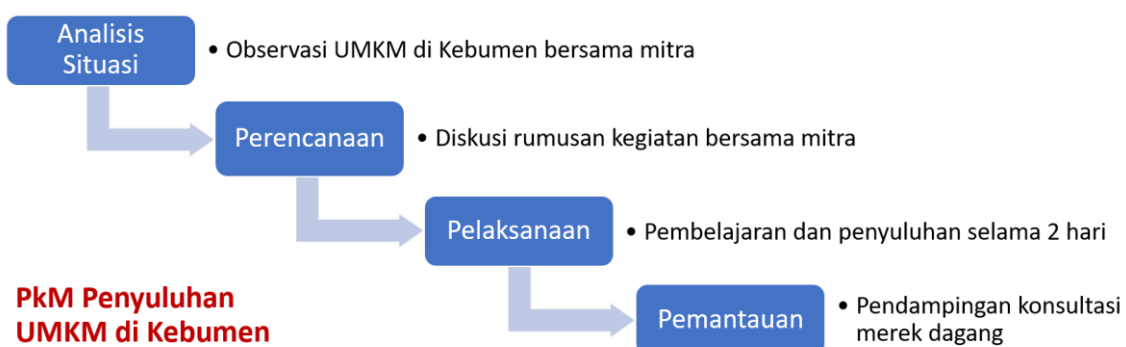 Analisis
Situasi
• Observasi UMKM di Kebumen bersama mitra
Perencanaan
• Diskusi rumusan kegiatan bersama mitra
Pelaksanaan
• Pembelajaran dan penyuluhan selama 2 hari
PkM Penyuluhan
UMKM di Kebumen
Pemantauan
• Pendampingan konsultasi
merek dagang